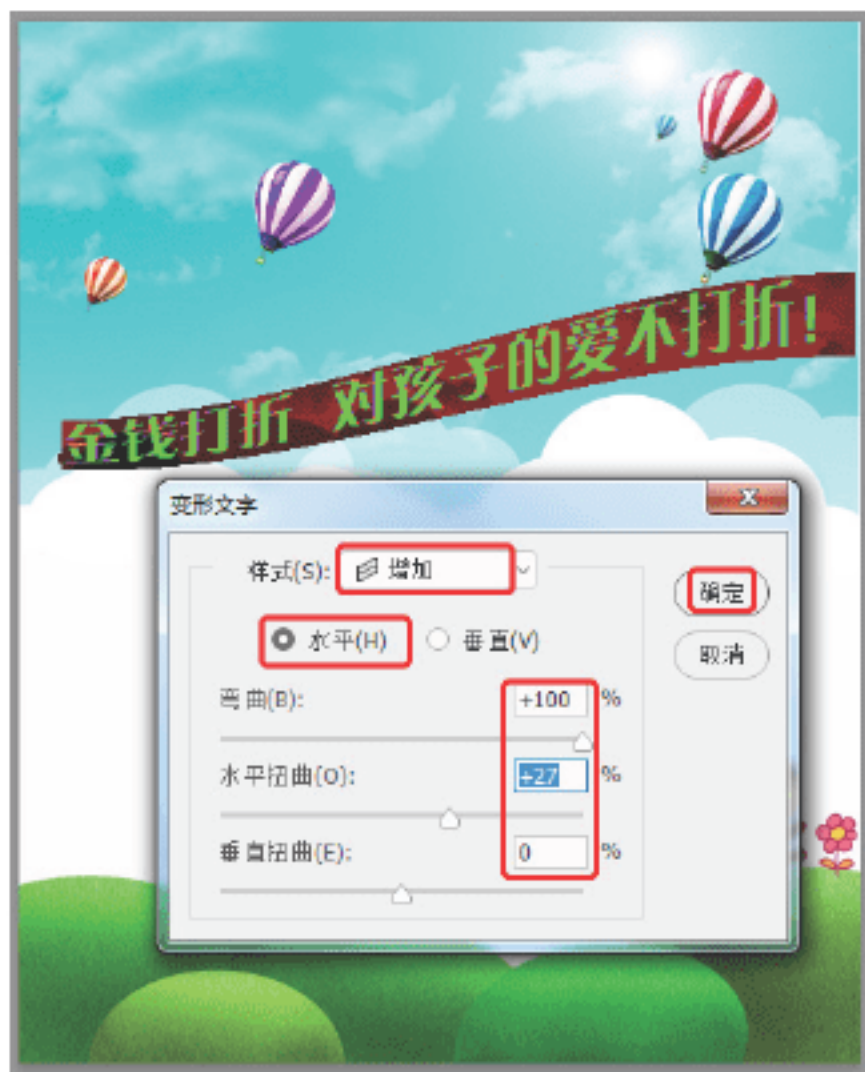 金钱打折 对孩子的爱不打折!
变形文字
样式(S): 增加
确定
水平(H) 垂直(V)
取消
弯曲(B): +100 %
水平扭曲(O): +27 %
垂直扭曲(E): 0 %